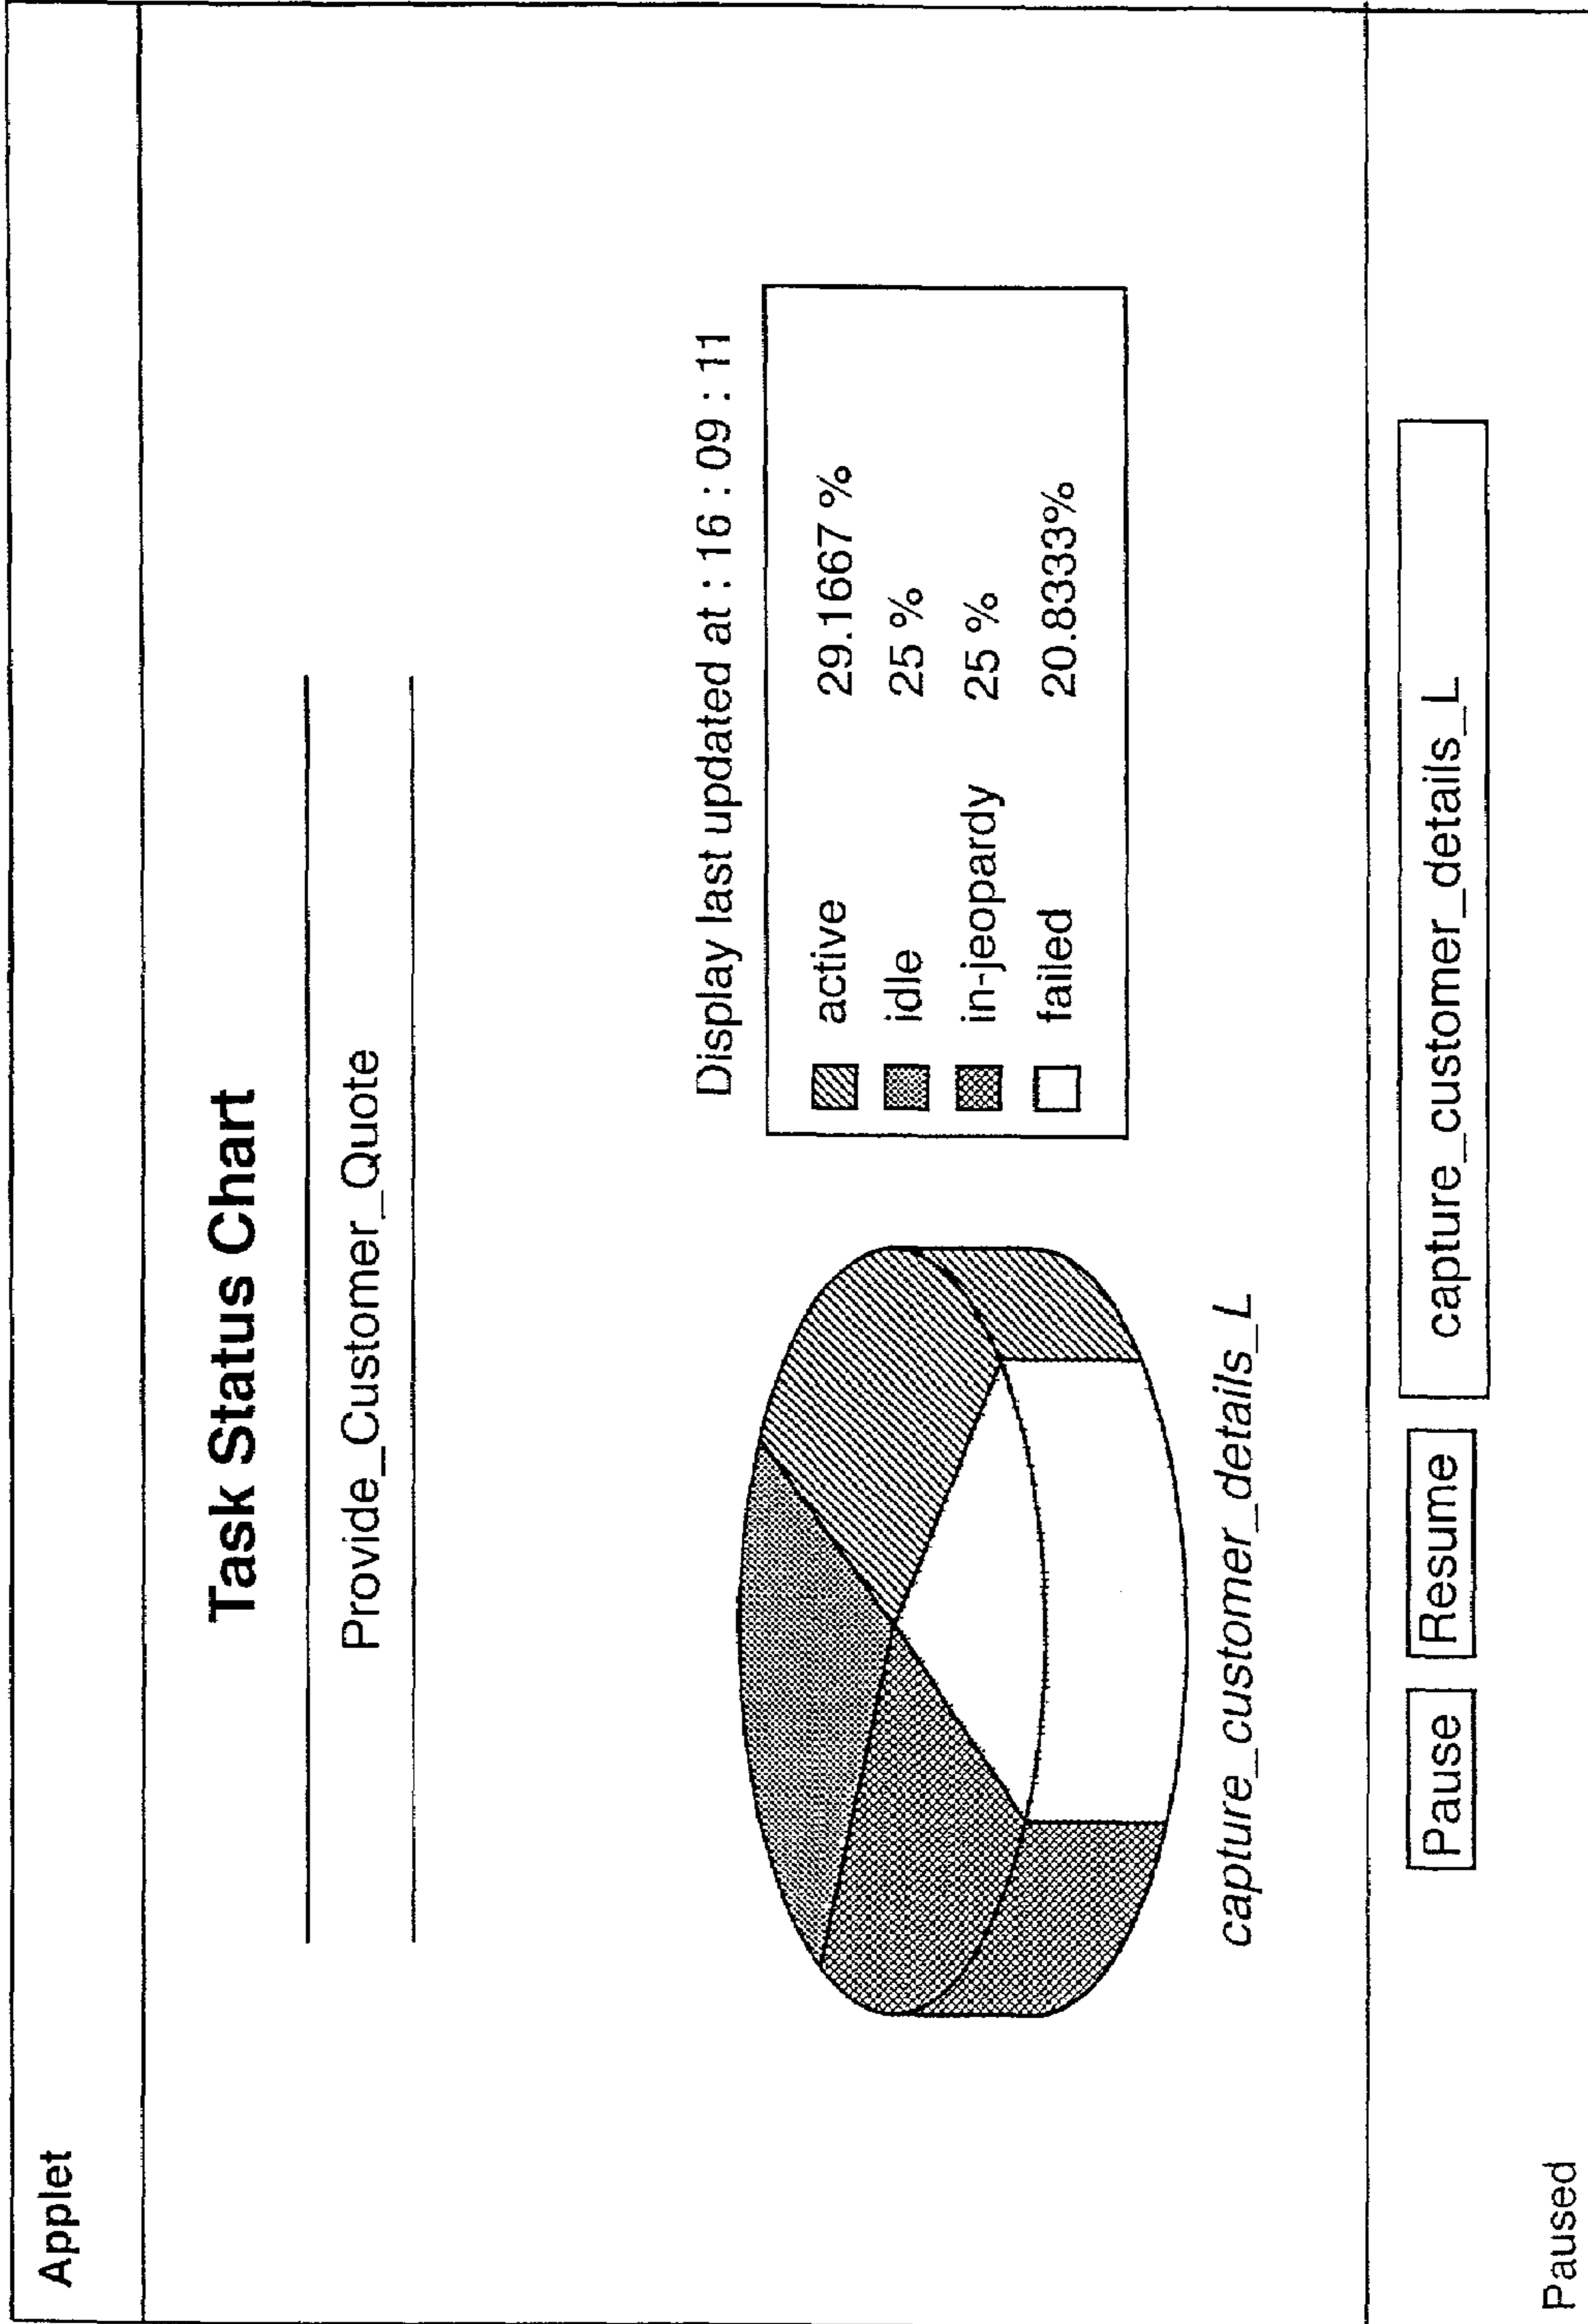 Applet
Task Status Chart
Provide_Customer_Quote
Display last updated at : 16 : 09 : 11
active 29.1667 %
idle 25 %
in-jeopardy 25 %
failed 20.8333%
capture_customer_details_L
Pause Resume capture_customer_details_L
Paused